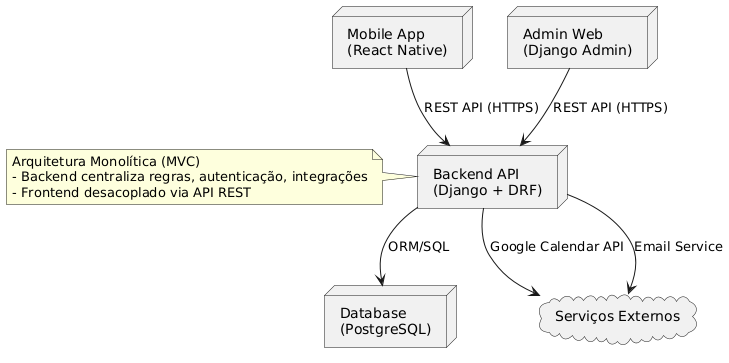 Mobile App
(React Native)
Admin Web
(Django Admin)
REST API (HTTPS)
REST API (HTTPS)
Arquitetura Monolítica (MVC)
- Backend centraliza regras, autenticação, integrações
- Frontend desacoplado via API REST
Backend API
(Django + DRF)
ORM/SQL
Google Calendar API
Email Service
Database
(PostgreSQL)
Serviços Externos